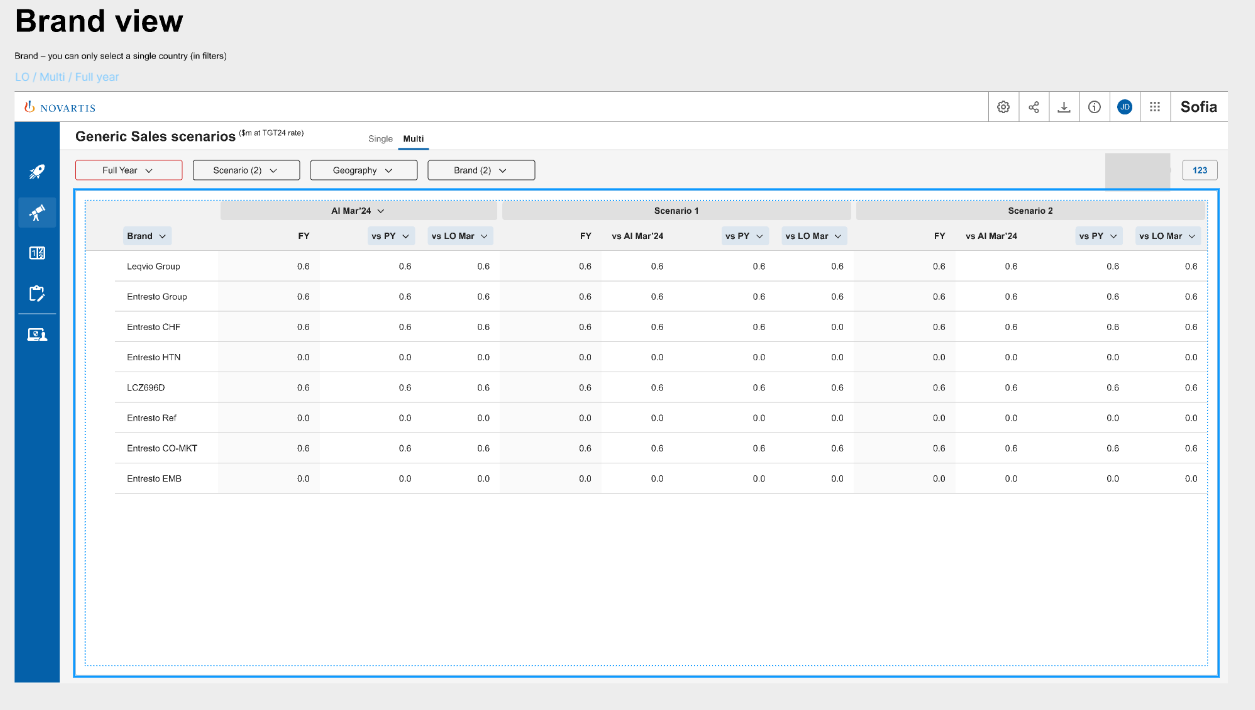 Brand view
Brand – you can only select a single country (in filters)
LO / Multi / Full year
NOVARTIS
JD
Sofia
Generic Sales scenarios ($m at TGT24 rate)
Single Multi
Full Year Scenario (2) Geography Brand (2) 123
AI Mar'24 Scenario 1 Scenario 2
Brand FY vs PY vs LO Mar FY vs AI Mar'24 vs PY vs LO Mar FY vs AI Mar'24 vs PY vs LO Mar
Leqvio Group 0.6 0.6 0.6 0.6 0.6 0.6 0.6 0.6 0.6 0.6 0.6
Entresto Group 0.6 0.6 0.6 0.6 0.6 0.6 0.6 0.6 0.6 0.6 0.6
Entresto CHF 0.6 0.6 0.6 0.6 0.6 0.6 0.0 0.6 0.6 0.6 0.0
Entresto HTN 0.0 0.0 0.0 0.0 0.0 0.0 0.0 0.0 0.0 0.0 0.0
LCZ696D 0.6 0.6 0.6 0.6 0.6 0.6 0.6 0.6 0.6 0.6 0.6
Entresto Ref 0.0 0.0 0.0 0.0 0.0 0.0 0.0 0.0 0.0 0.0 0.0
Entresto CO-MKT 0.6 0.6 0.6 0.6 0.6 0.6 0.6 0.6 0.6 0.6 0.6
Entresto EMB 0.0 0.0 0.0 0.0 0.0 0.0 0.0 0.0 0.0 0.0 0.0